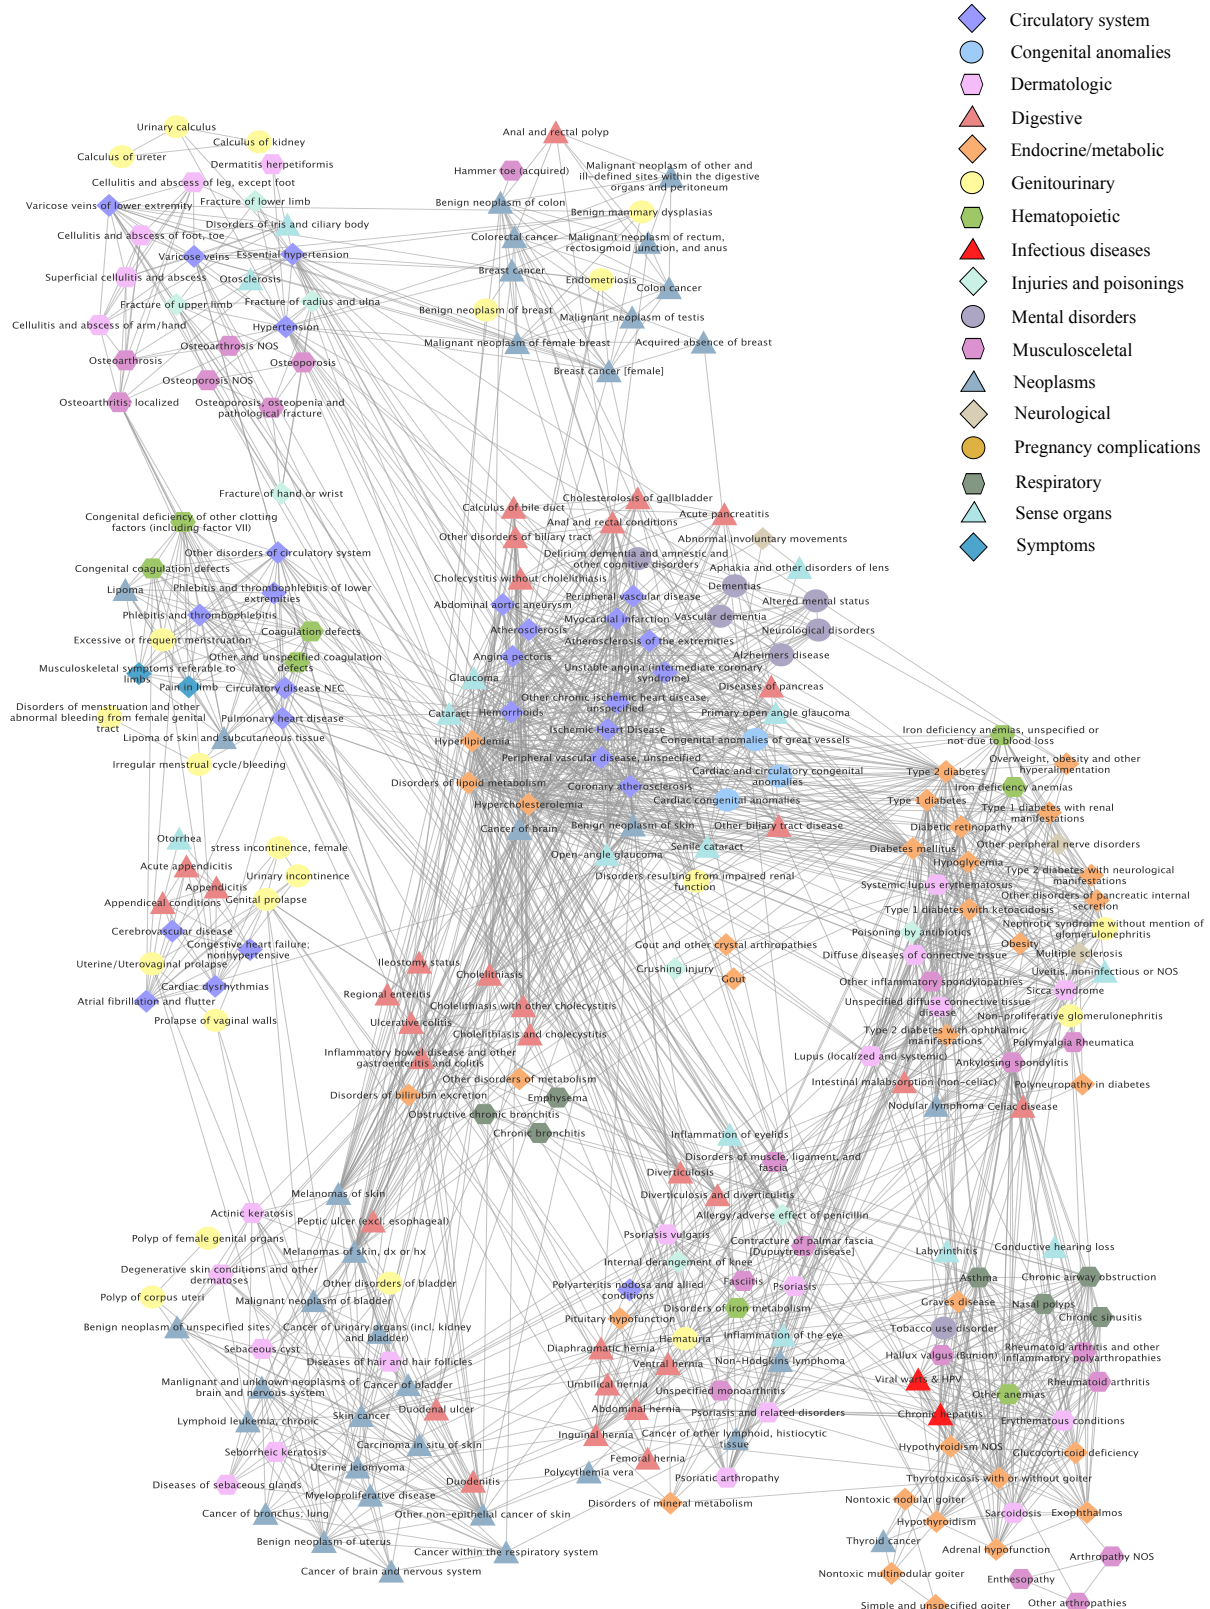 Circulatory system
Congenital anomalies
Dermatologic
Digestive
Endocrine/metabolic
Genitourinary
Hematopoietic
Infectious diseases
Injuries and poisonings
Mental disorders
Musculosceletal
Neoplasms
Neurological
Pregnancy complications
Respiratory
Sense organs
Symptoms
Urinary calculus
Calculus of kidney
Calculus of ureter
Dermatitis herpetiformis
Cellulitis and abscess of leg, except foot
Varicose veins of lower extremity
Fracture of lower limb
Disorders of iris and ciliary body
Cellulitis and abscess of foot, toe
Varicose veins
Essential hypertension
Superficial cellulitis and abscess
Otosclerosis
Fracture of upper limb
Fracture of radius and ulna
Cellulitis and abscess of arm/hand
Hypertension
Osteoarthrosis NOS
Osteoarthrosis
Osteoporosis
Osteoporosis NOS
Osteoarthritis; localized
Osteoporosis, osteopenia and
pathological fracture
Anal and rectal polyp
Hammer toe (acquired)
Malignant neoplasm of other and
ill-defined sites within the digestive
organs and peritoneum
Benign neoplasm of colon
Benign mammary dysplasias
Colorectal cancer
Malignant neoplasm of rectum,
rectosigmoid junction, and anus
Breast cancer
Endometriosis
Colon cancer
Benign neoplasm of breast
Malignant neoplasm of testis
Malignant neoplasm of female breast
Acquired absence of breast
Breast cancer [female]
Fracture of hand or wrist
Congenital deficiency of other clotting
factors (including factor VII)
Other disorders of circulatory system
Congenital coagulation defects
Lipoma
Phlebitis and thrombophlebitis of lower
extremities
Phlebitis and thrombophlebitis
Excessive or frequent menstruation
Coagulation defects
Musculoskeletal symptoms referable to
limbs
Other and unspecified coagulation
defects
Pain in limb
Circulatory disease NEC
Disorders of menstruation and other
abnormal bleeding from female genital
tract
Pulmonary heart disease
Lipoma of skin and subcutaneous tissue
Irregular menstrual cycle/bleeding
Calculus of bile duct
Cholesterolosis of gallbladder
Anal and rectal conditions
Acute pancreatitis
Other disorders of biliary tract
Abnormal involuntary movements
Delirium dementia and amnestic and
other cognitive disorders
Aphakia and other disorders of lens
Cholecystitis without cholelithiasis
Dementias
Abdominal aortic aneurysm
Peripheral vascular disease
Altered mental status
Myocardial infarction
Vascular dementia
Atherosclerosis
Neurological disorders
Atherosclerosis of the extremities
Angina pectoris
Alzheimers disease
Unstable angina (intermediate coronary
syndrome)
Glaucoma
Diseases of pancreas
Other chronic ischemic heart disease,
unspecified
Cataract
Hemorrhoids
Primary open angle glaucoma
Ischemic Heart Disease
Hyperlipidemia
Congenital anomalies of great vessels
Peripheral vascular disease, unspecified
Disorders of lipoid metabolism
Cardiac and circulatory congenital
anomalies
Coronary atherosclerosis
Hypercholesterolemia
Cardiac congenital anomalies
Cancer of brain
Benign neoplasm of skin
Other biliary tract disease
Open-angle glaucoma
Senile cataract
Disorders resulting from impaired renal
function
Iron deficiency anemias, unspecified or
not due to blood loss
Overweight, obesity and other
hyperalimentation
Type 2 diabetes
Iron deficiency anemias
Type 1 diabetes
Type 1 diabetes with renal
manifestations
Diabetic retinopathy
Diabetes mellitus
Other peripheral nerve disorders
Hypoglycemia
Type 2 diabetes with neurological
manifestations
Systemic lupus erythematosus
Other disorders of pancreatic internal
secretion
Type 1 diabetes with ketoacidosis
Nephrotic syndrome without mention of
glomerulonephritis
Poisoning by antibiotics
Obesity
Diffuse diseases of connective tissue
Multiple sclerosis
Uveitis, noninfectious or NOS
Other inflammatory spondylopathies
Sicca syndrome
Unspecified diffuse connective tissue
disease
Non-proliferative glomerulonephritis
Type 2 diabetes with ophthalmic
manifestations
Polymyalgia Rheumatica
Lupus (localized and systemic)
Ankylosing spondylitis
Intestinal malabsorption (non-celiac)
Polyneuropathy in diabetes
Nodular lymphoma
Celiac disease
Otorrhea
stress incontinence, female
Acute appendicitis
Urinary incontinence
Appendicitis
Genital prolapse
Appendiceal conditions
Cerebrovascular disease
Congestive heart failure;
nonhypertensive
Uterine/Uterovaginal prolapse
Cardiac dysrhythmias
Atrial fibrillation and flutter
Prolapse of vaginal walls
Gout and other crystal arthropathies
Crushing injury
Gout
Ileostomy status
Cholelithiasis
Regional enteritis
Cholelithiasis with other cholecystitis
Ulcerative colitis
Cholelithiasis and cholecystitis
Inflammatory bowel disease and other
gastroenteritis and colitis
Other disorders of metabolism
Disorders of bilirubin excretion
Emphysema
Obstructive chronic bronchitis
Chronic bronchitis
Melanomas of skin
Actinic keratosis
Peptic ulcer (excl. esophageal)
Polyp of female genital organs
Melanomas of skin, dx or hx
Degenerative skin conditions and other
dermatoses
Other disorders of bladder
Polyp of corpus uteri
Malignant neoplasm of bladder
Benign neoplasm of unspecified sites
Cancer of urinary organs (incl. kidney
and bladder)
Sebaceous cyst
Diseases of hair and hair follicles
Manlignant and unknown neoplasms of
brain and nervous system
Cancer of bladder
Lymphoid leukemia, chronic
Skin cancer
Duodenal ulcer
Carcinoma in situ of skin
Seborrheic keratosis
Uterine leiomyoma
Diseases of sebaceous glands
Duodenitis
Myeloproliferative disease
Cancer of bronchus; lung
Other non-epithelial cancer of skin
Benign neoplasm of uterus
Cancer within the respiratory system
Cancer of brain and nervous system
Inflammation of eyelids
Disorders of muscle, ligament, and
fascia
Diverticulosis
Diverticulosis and diverticulitis
Allergy/adverse effect of penicillin
Psoriasis vulgaris
Contracture of palmar fascia
[Dupuytrens disease]
Internal derangement of knee
Fasciitis
Psoriasis
Polyarteritis nodosa and allied
conditions
Disorders of iron metabolism
Pituitary hypofunction
Hematuria
Inflammation of the eye
Diaphragmatic hernia
Ventral hernia
Non-Hodgkins lymphoma
Umbilical hernia
Unspecified monoarthritis
Abdominal hernia
Psoriasis and related disorders
Inguinal hernia
Cancer of other lymphoid, histiocytic
tissue
Femoral hernia
Polycythemia vera
Psoriatic arthropathy
Disorders of mineral metabolism
Labyrinthitis
Conductive hearing loss
Asthma
Chronic airway obstruction
Graves disease
Nasal polyps
Chronic sinusitis
Tobacco use disorder
Hallux valgus (Bunion)
Rheumatoid arthritis and other
inflammatory polyarthropathies
Viral warts & HPV
Rheumatoid arthritis
Other anemias
Chronic hepatitis
Erythematous conditions
Hypothyroidism NOS
Glucocorticoid deficiency
Thyrotoxicosis with or without goiter
Nontoxic nodular goiter
Sarcoidosis
Exophthalmos
Hypothyroidism
Thyroid cancer
Adrenal hypofunction
Arthropathy NOS
Nontoxic multinodular goiter
Enthesopathy
Simple and unspecified goiter
Other arthropathies